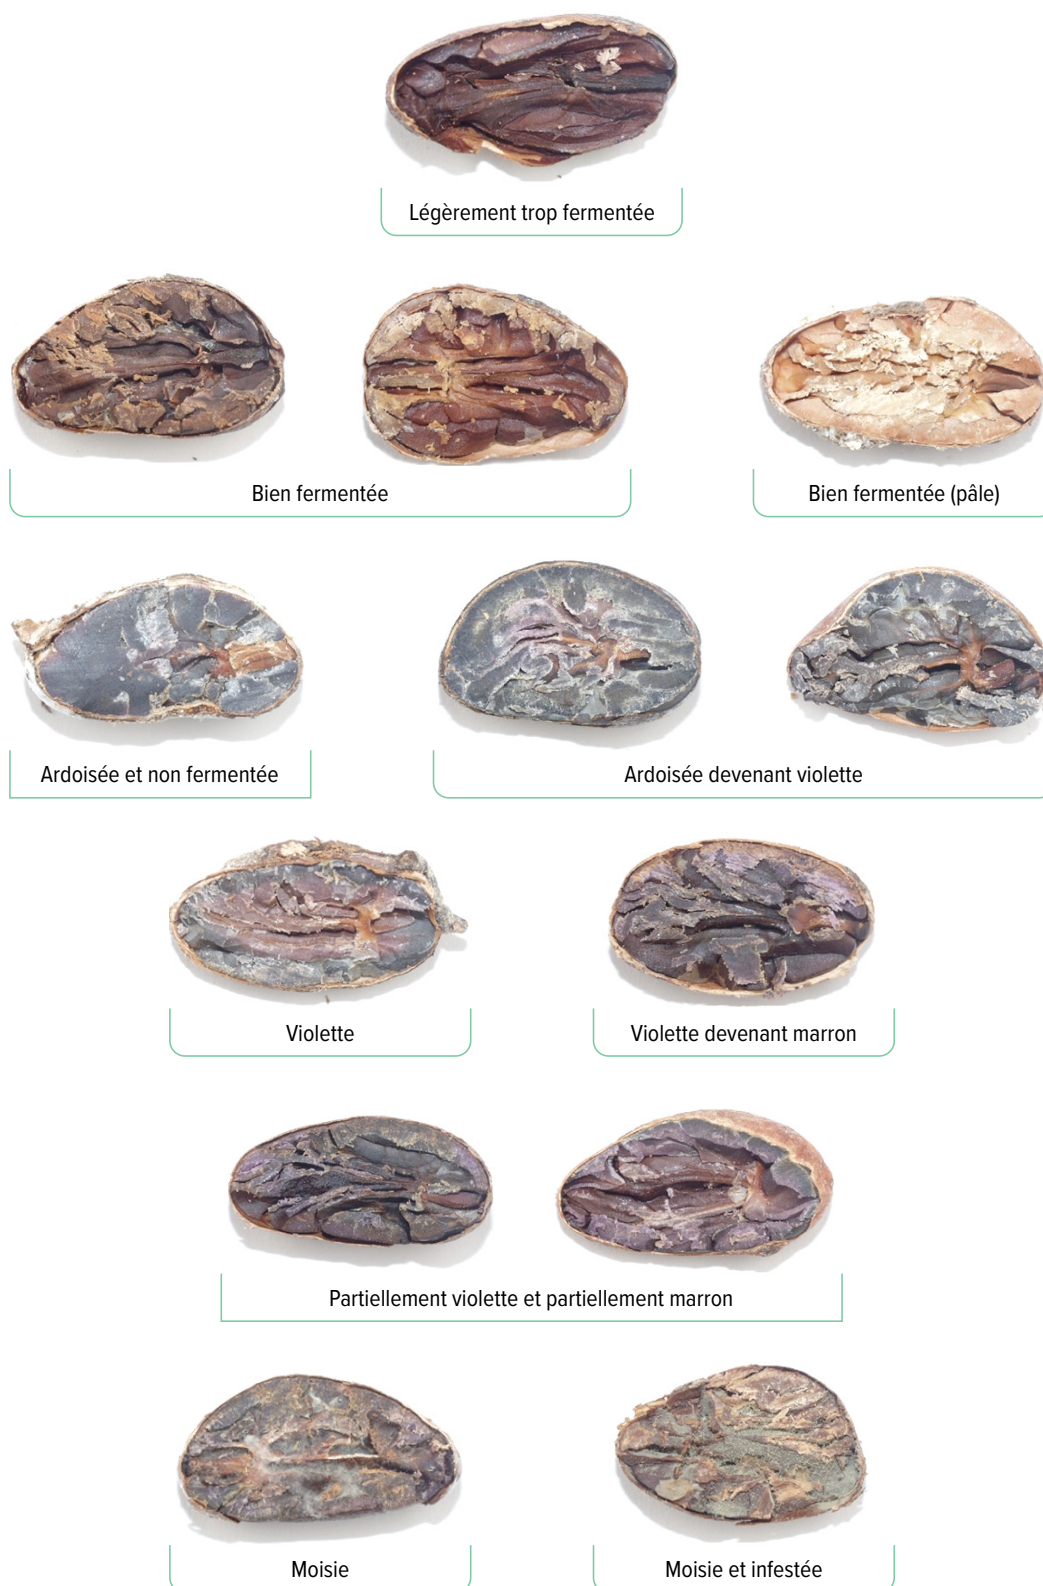 Légèrement trop fermentée
Bien fermentée
Bien fermentée (pâle)
Ardoisée et non fermentée
Ardoisée devenant violette
Violette
Violette devenant marron
Partiellement violette et partiellement marron
Moisie
Moisie et infestée